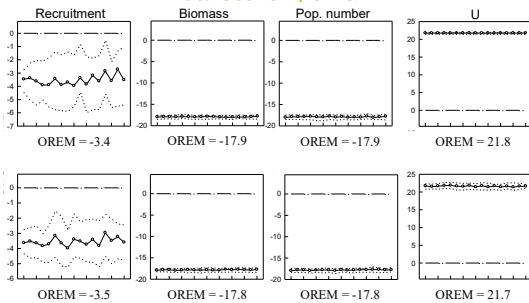 Recruitment Biomass Pop. number U
0 -1 -2 -3 -4 -5 -6 -7
0 -5 -10 -15 -20
0 -5 -10 -15 -20
25 20 15 10 5 0
OREM = -3.4 OREM = -17.9 OREM = -17.9 OREM = 21.8
0 -1 -2 -3 -4 -5 -6
0 -5 -10 -15 -20
0 -5 -10 -15 -20
25 20 15 10 5 0
OREM = -3.5 OREM = -17.8 OREM = -17.8 OREM = 21.7